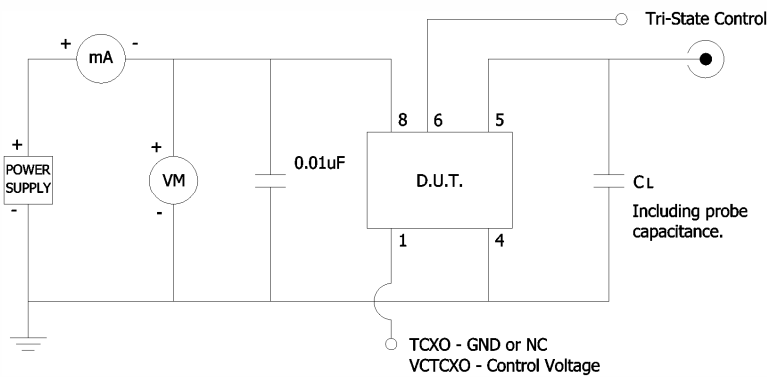 Tri-State Control
+ -
mA
8 6 5
+
POWER
SUPPLY
-
+
VM
-
0.01uF
D.U.T.
CL
Including probe
capacitance.
1 4
TCXO - GND or NC
VCTCXO - Control Voltage